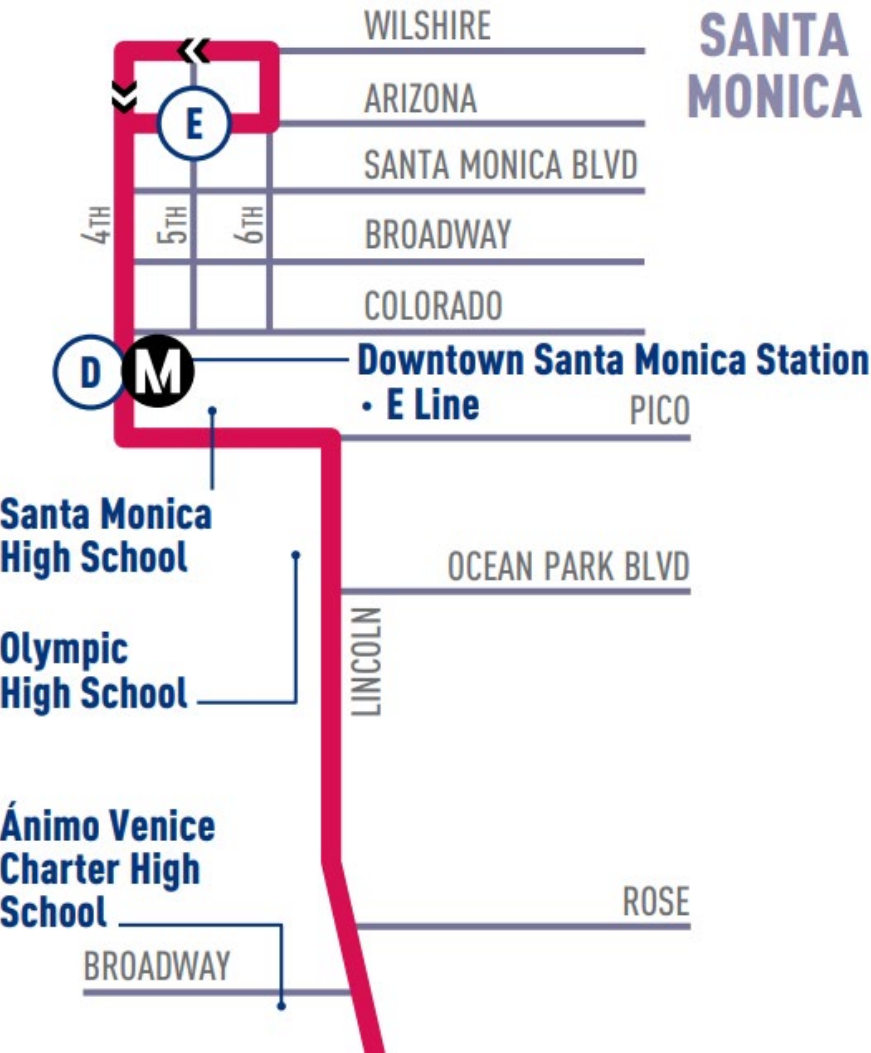 WILSHIRE
SANTA
MONICA
ARIZONA
E
SANTA MONICA BLVD
4TH
5TH
6TH
BROADWAY
COLORADO
D
M
Downtown Santa Monica Station
• E Line
PICO
Santa Monica
High School
OCEAN PARK BLVD
LINCOLN
Olympic
High School
Ánimo Venice
Charter High
School
ROSE
BROADWAY